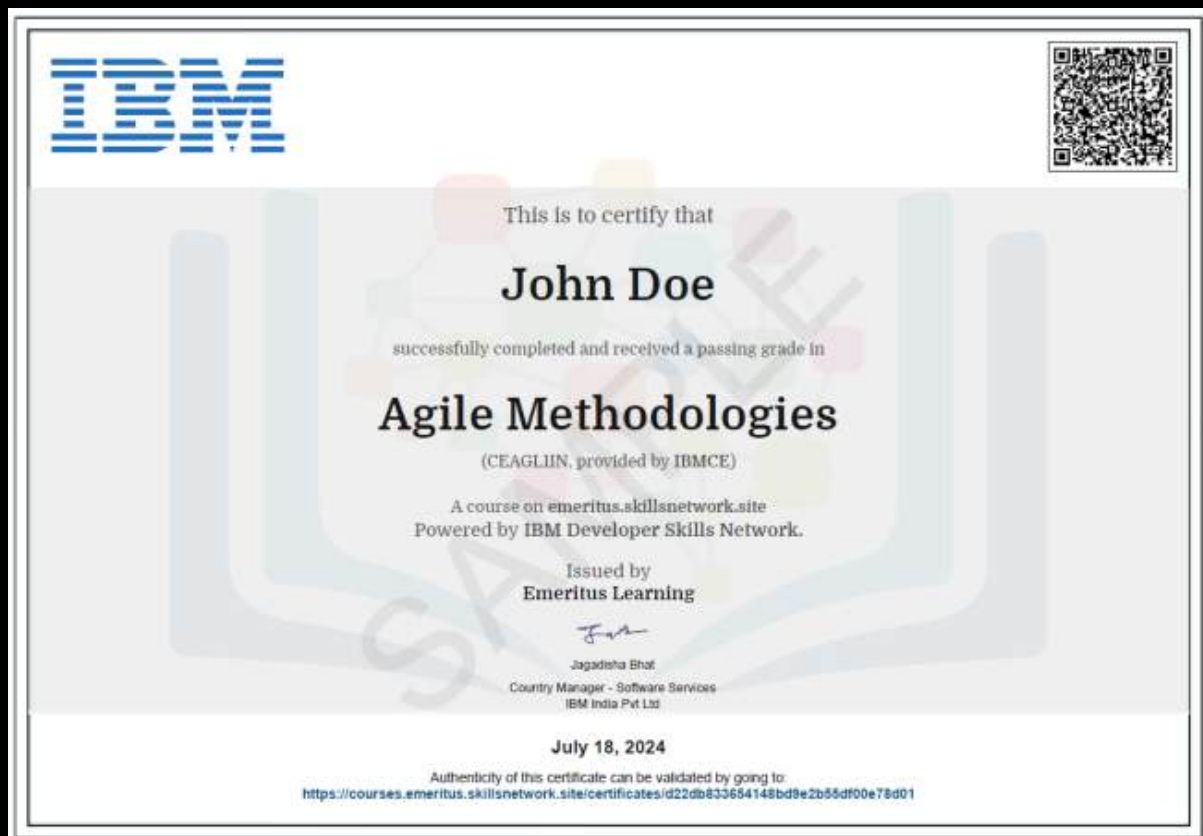 IBM
This is to certify that
John Doe
successfully completed and received a passing grade in
Agile Methodologies
(CEAGLIIN, provided by IBMCE)
A course on emeritus.skillsnetwork.site
Powered by IBM Developer Skills Network.
Issued by
Emeritus Learning
Jagadisha Bhat
Country Manager - Software Services
IBM India Pvt Ltd
SAMPLE
July 18, 2024
Authenticity of this certificate can be validated by going to:
https://courses.emeritus.skillsnetwork.site/certificates/d22db833654148bd9e2b55df00e78d01